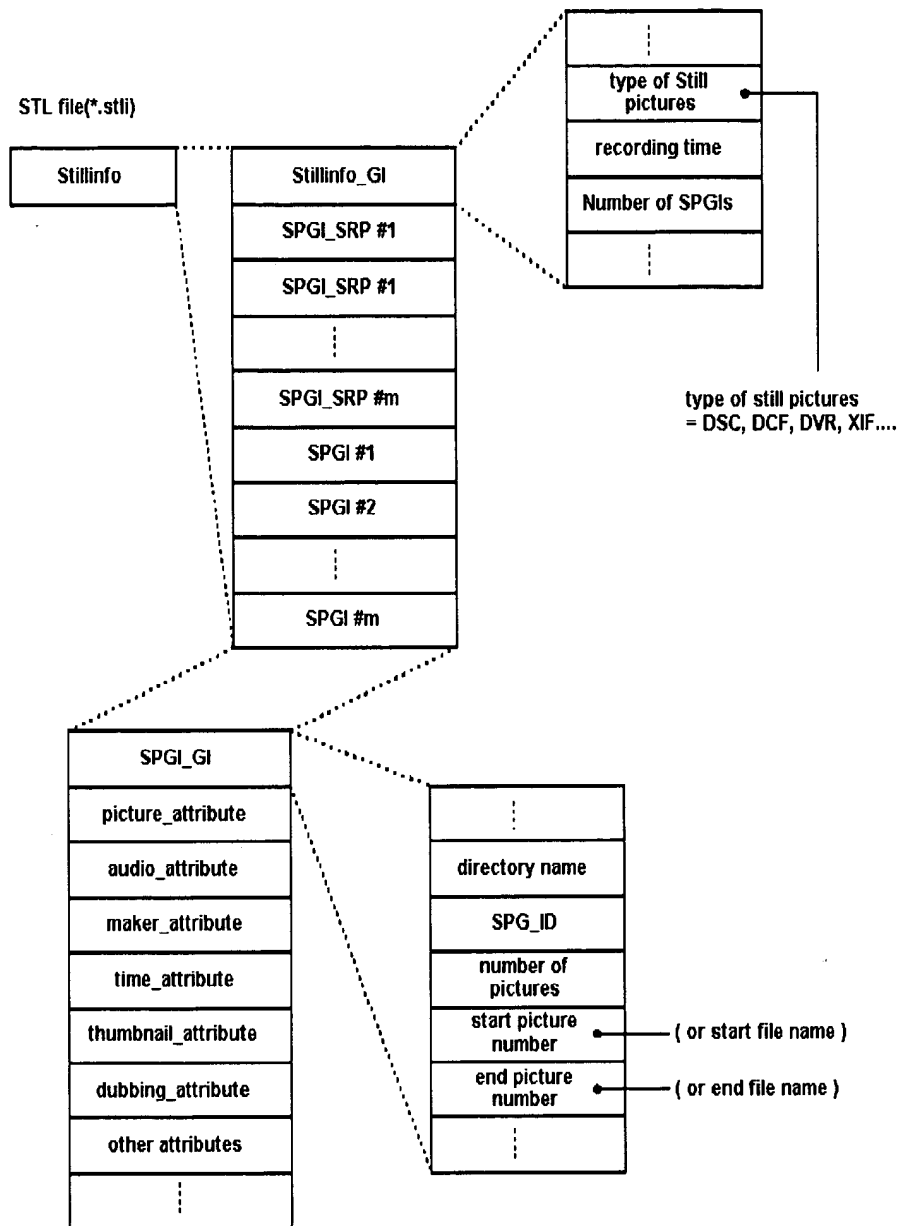 STL file(*.stli)
Stillinfo
Stillinfo_GI
SPGI_SRP #1
SPGI_SRP #1
SPGI_SRP #m
SPGI #1
SPGI #2
SPGI #m
type of Still
pictures
recording time
Number of SPGIs
type of still pictures
= DSC, DCF, DVR, XIF....
SPGI_GI
picture_attribute
audio_attribute
maker_attribute
time_attribute
thumbnail_attribute
dubbing_attribute
other attributes
directory name
SPG_ID
number of
pictures
start picture
number
( or start file name )
end picture
number
( or end file name )